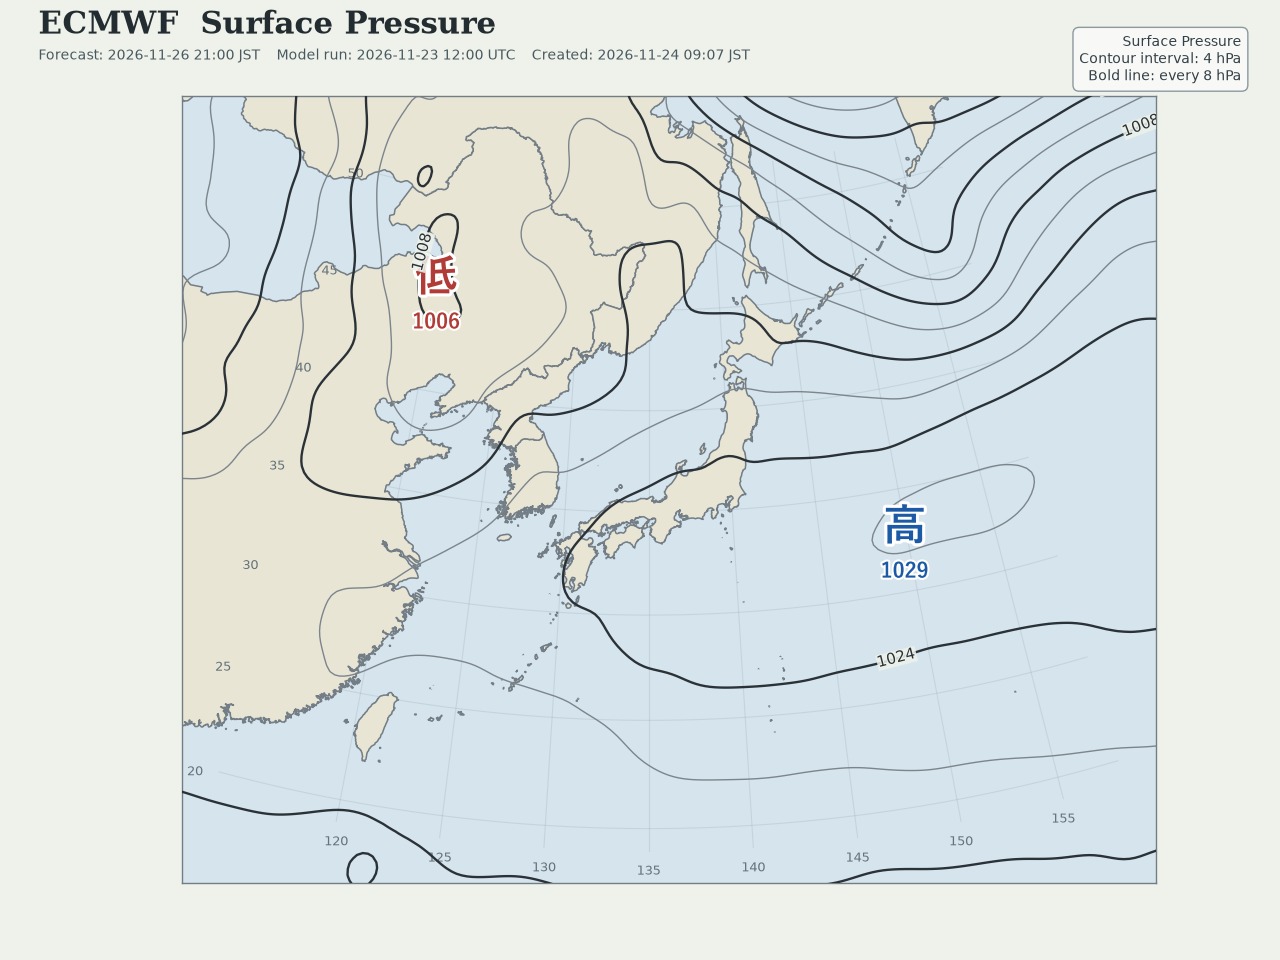 ECMWF  Surface Pressure
Forecast: 2026-11-26 21:00 JST    Model run: 2026-11-23 12:00 UTC    Created: 2026-11-24 09:07 JST
Surface Pressure
Contour interval: 4 hPa
Bold line: every 8 hPa
1008
50
1008
45
低
1006
40
35
高
1029
30
1024
25
20
155
120
150
125
145
130
140
135